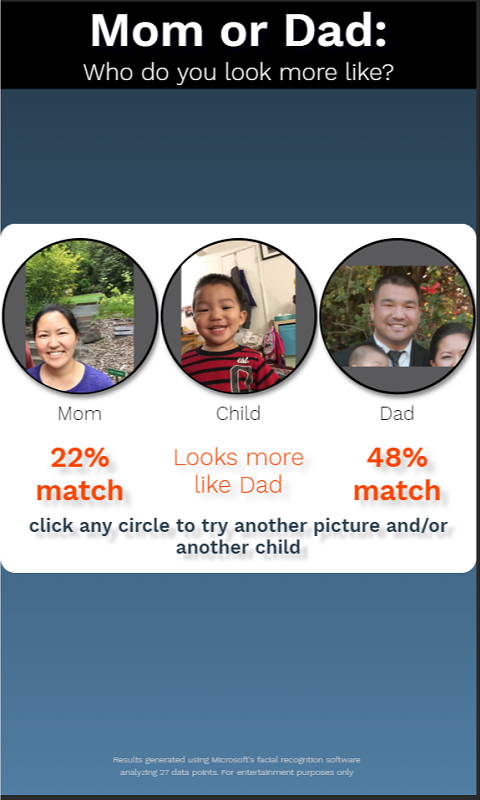 Mom or Dad:
Who do you look more like?
est.
R
Mom
Child
Dad
22%
match
Looks more
like Dad
48%
match
click any circle to try another picture and/or
another child
Results generated using Microsoft's facial recogntion software
analyzing 27 data points. For entertainment purposes only